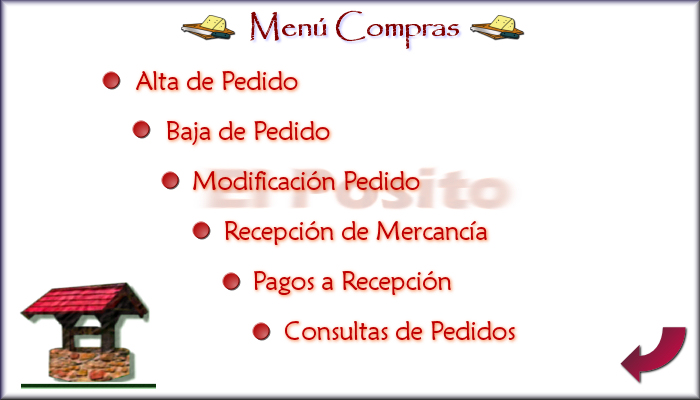 Menú Compras
Alta de Pedido
Baja de Pedido
El Posito
Modificación Pedido
Recepción de Mercancía
Pagos a Recepción
Consultas de Pedidos